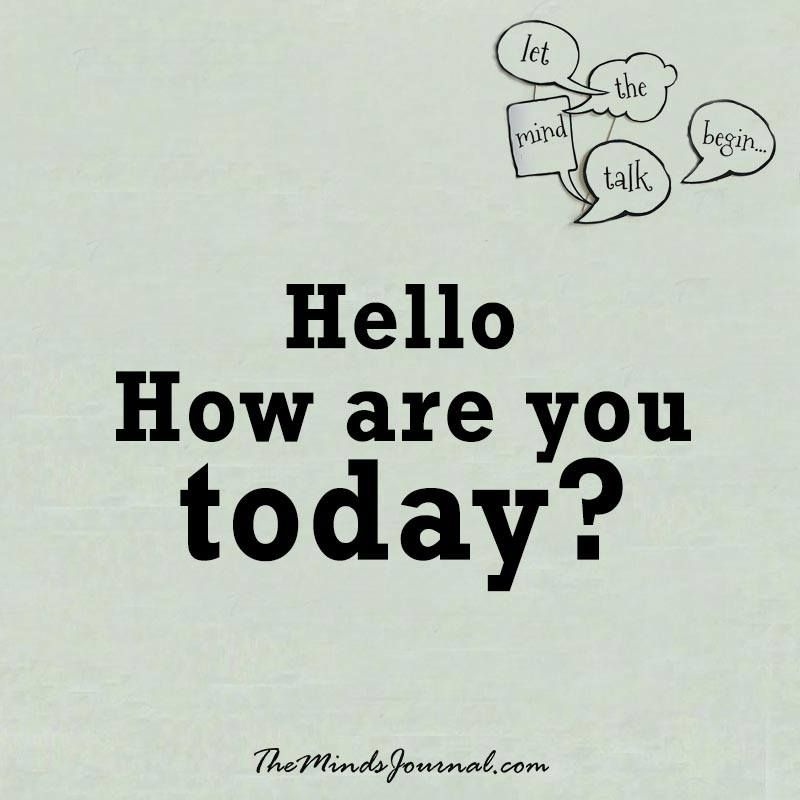 let
the
mind
talk
begin...
Hello
How are you
today?
TheMindsJournal.com